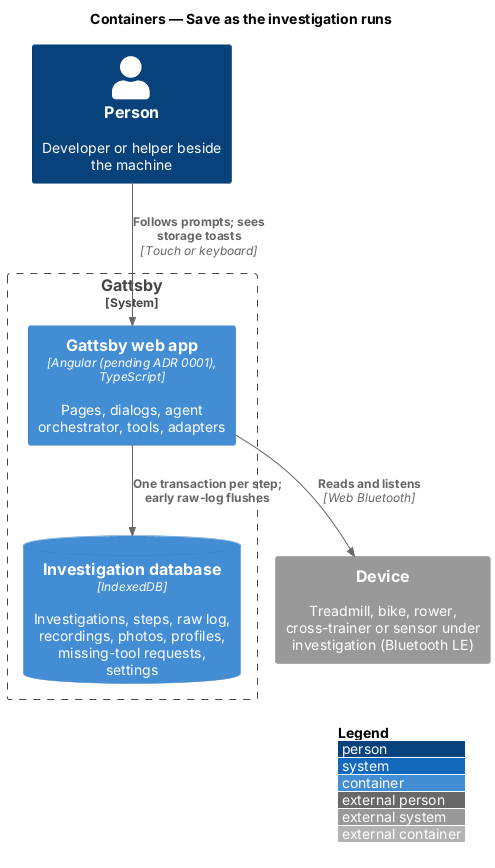 Containers — Save as the investigation runs
Person
Developer or helper beside
the machine
Follows prompts; sees
storage toasts
[Touch or keyboard]
Gattsby
[System]
Gattsby web app
[Angular (pending ADR 0001),
TypeScript]
Pages, dialogs, agent
orchestrator, tools, adapters
One transaction per step;
early raw-log flushes
Reads and listens
[Web Bluetooth]
Investigation database
[IndexedDB]
Investigations, steps, raw log,
recordings, photos, profiles,
missing-tool requests,
settings
Device
Treadmill, bike, rower,
cross-trainer or sensor under
investigation (Bluetooth LE)
Legend
person
system
container
external person
external system
external container